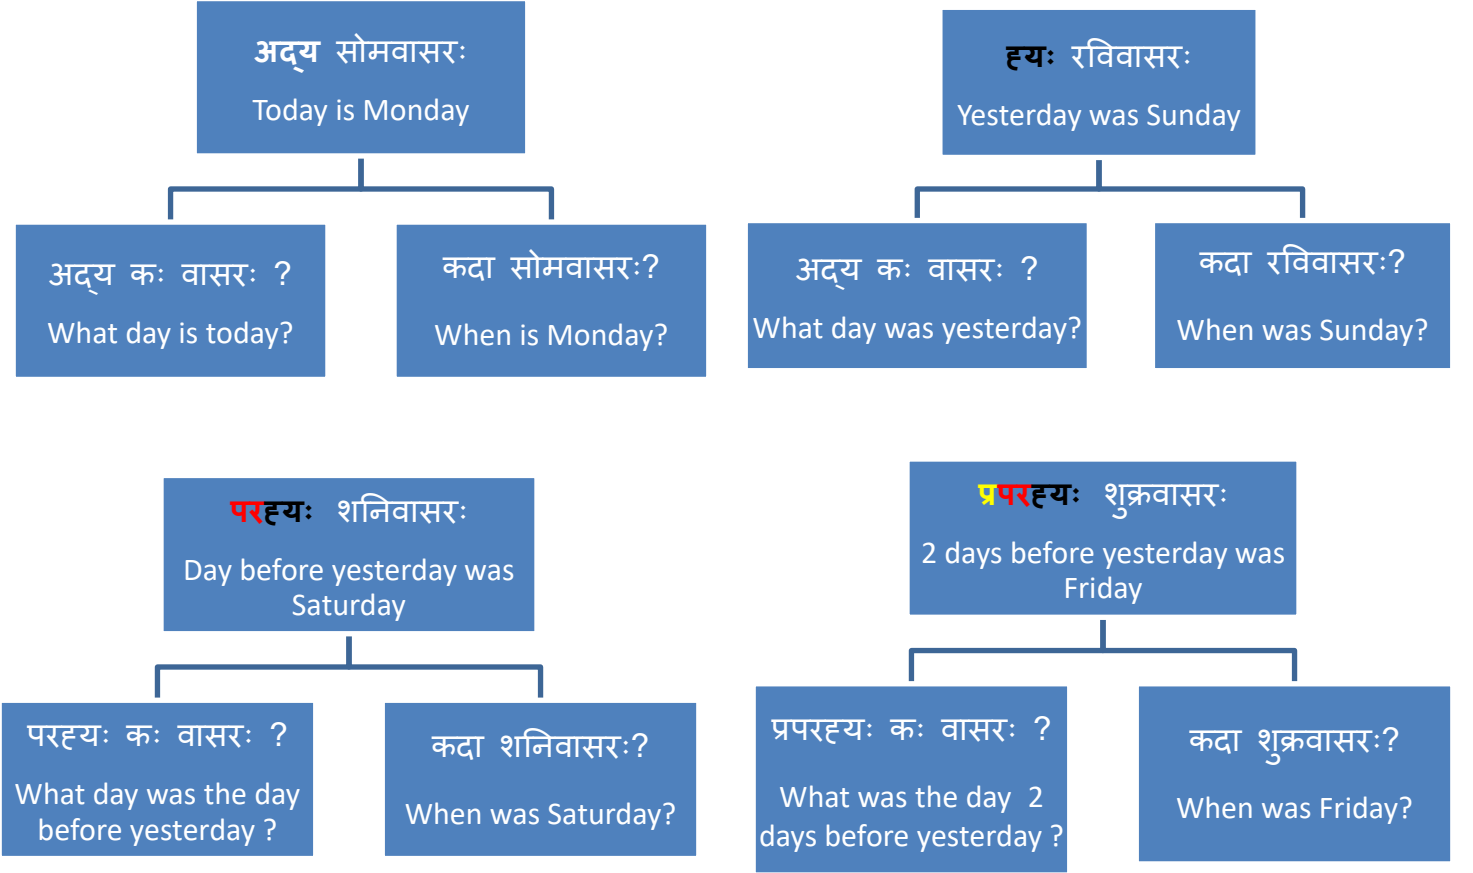 अद्य सोमवासरः
Today is Monday
अद्य कः वासरः ?
What day is today?
कदा सोमवासरः?
When is Monday?
ह्यः रविवासरः
Yesterday was Sunday
अद्य कः वासरः ?
What day was yesterday?
कदा रविवासरः?
When was Sunday?
परह्यः शनिवासरः
Day before yesterday was
Saturday
परह्यः कः वासरः ?
What day was the day
before yesterday ?
कदा शनिवासरः?
When was Saturday?
प्रपरह्यः शुक्रवासरः
2 days before yesterday was
Friday
प्रपरह्यः कः वासरः ?
What was the day 2
days before yesterday ?
कदा शुक्रवासरः?
When was Friday?